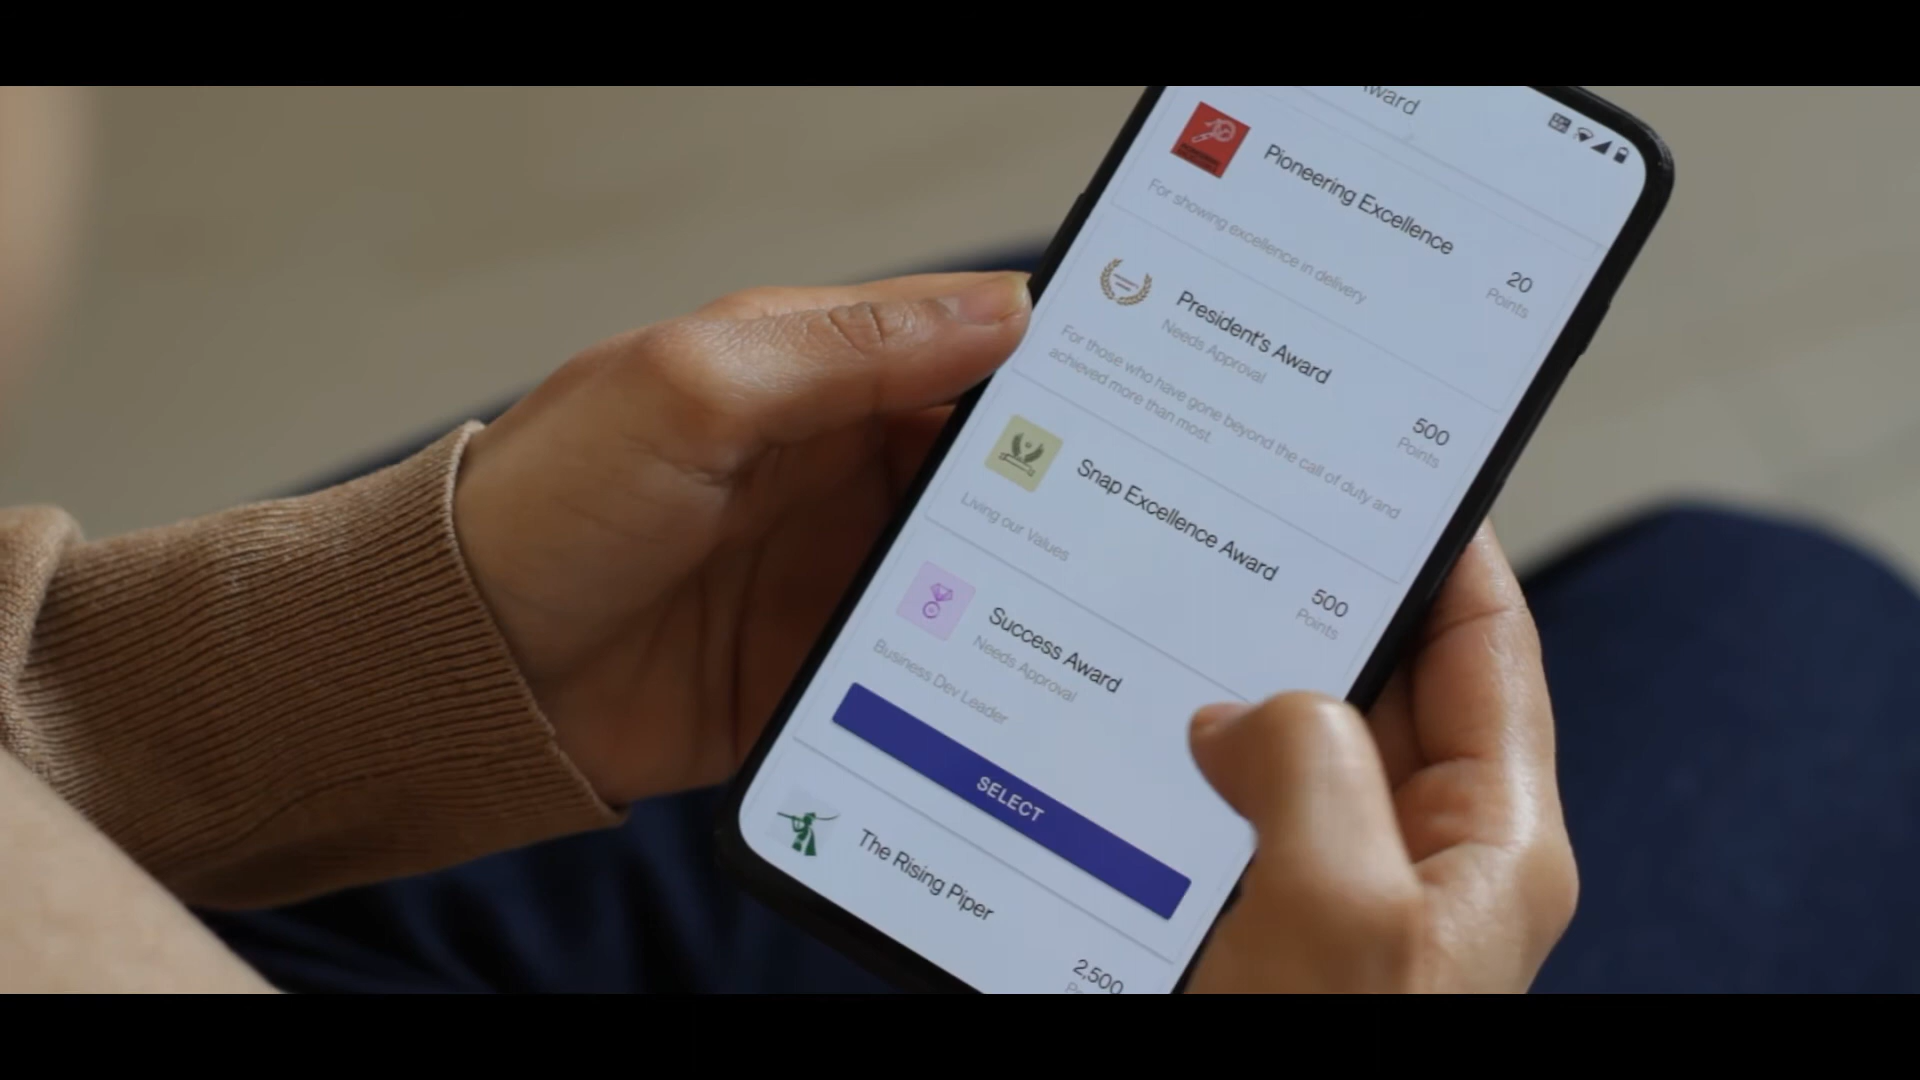 Award
Pioneering Excellence
20
Points
For showing excellence in delivery
President's Award
Needs Approval
500
Points
For those who have gone beyond the call of duty and
achieved more than most.
Snap Excellence Award
500
Points
Living our Values
Success Award
Needs Approval
Business Dev Leader
SELECT
The Rising Piper
2,500